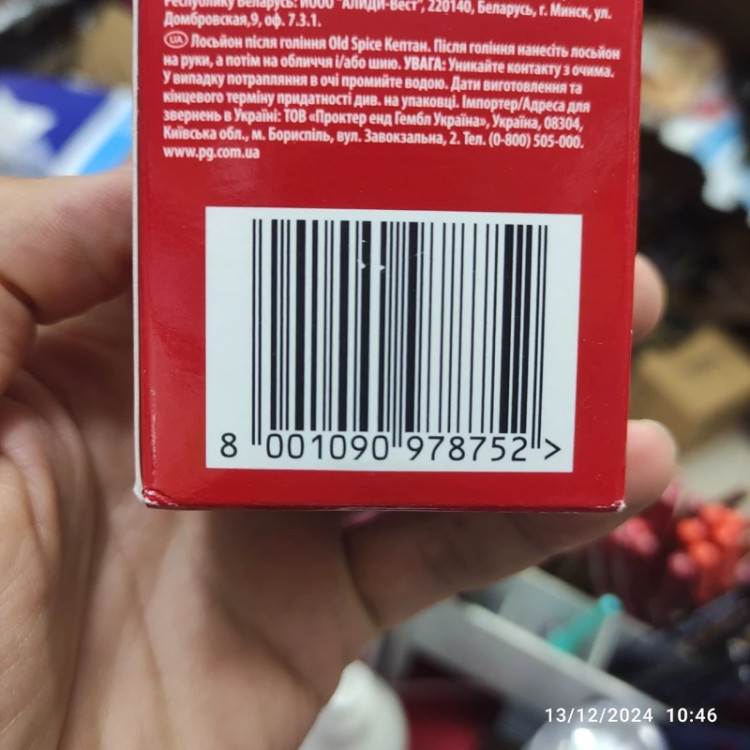 Республику Беларусь: ИООО "АЛИДИ-Вест", 220140, Беларусь, г. Минск, ул.
Домбровская,9, оф. 7.3.1.
UA Лосьйон після гоління Old Spice Кептан. Після гоління нанесіть лосьйон
на руки, а потім на обличчя і/або шию. УВАГА: Уникайте контакту з очима.
У випадку потрапляння в очі промийте водою. Дати виготовлення та
кінцевого терміну придатності див. на упаковці. Імпортер/Адреса для
звернень в Україні: ТОВ «Проктер енд Гембл Україна», Україна, 08304,
Київська обл., м. Бориспіль, вул. Завокзальна, 2. Тел. (0-800) 505-000.
www.pg.com.ua
8 001090 978752 >
13/12/2024 10:46